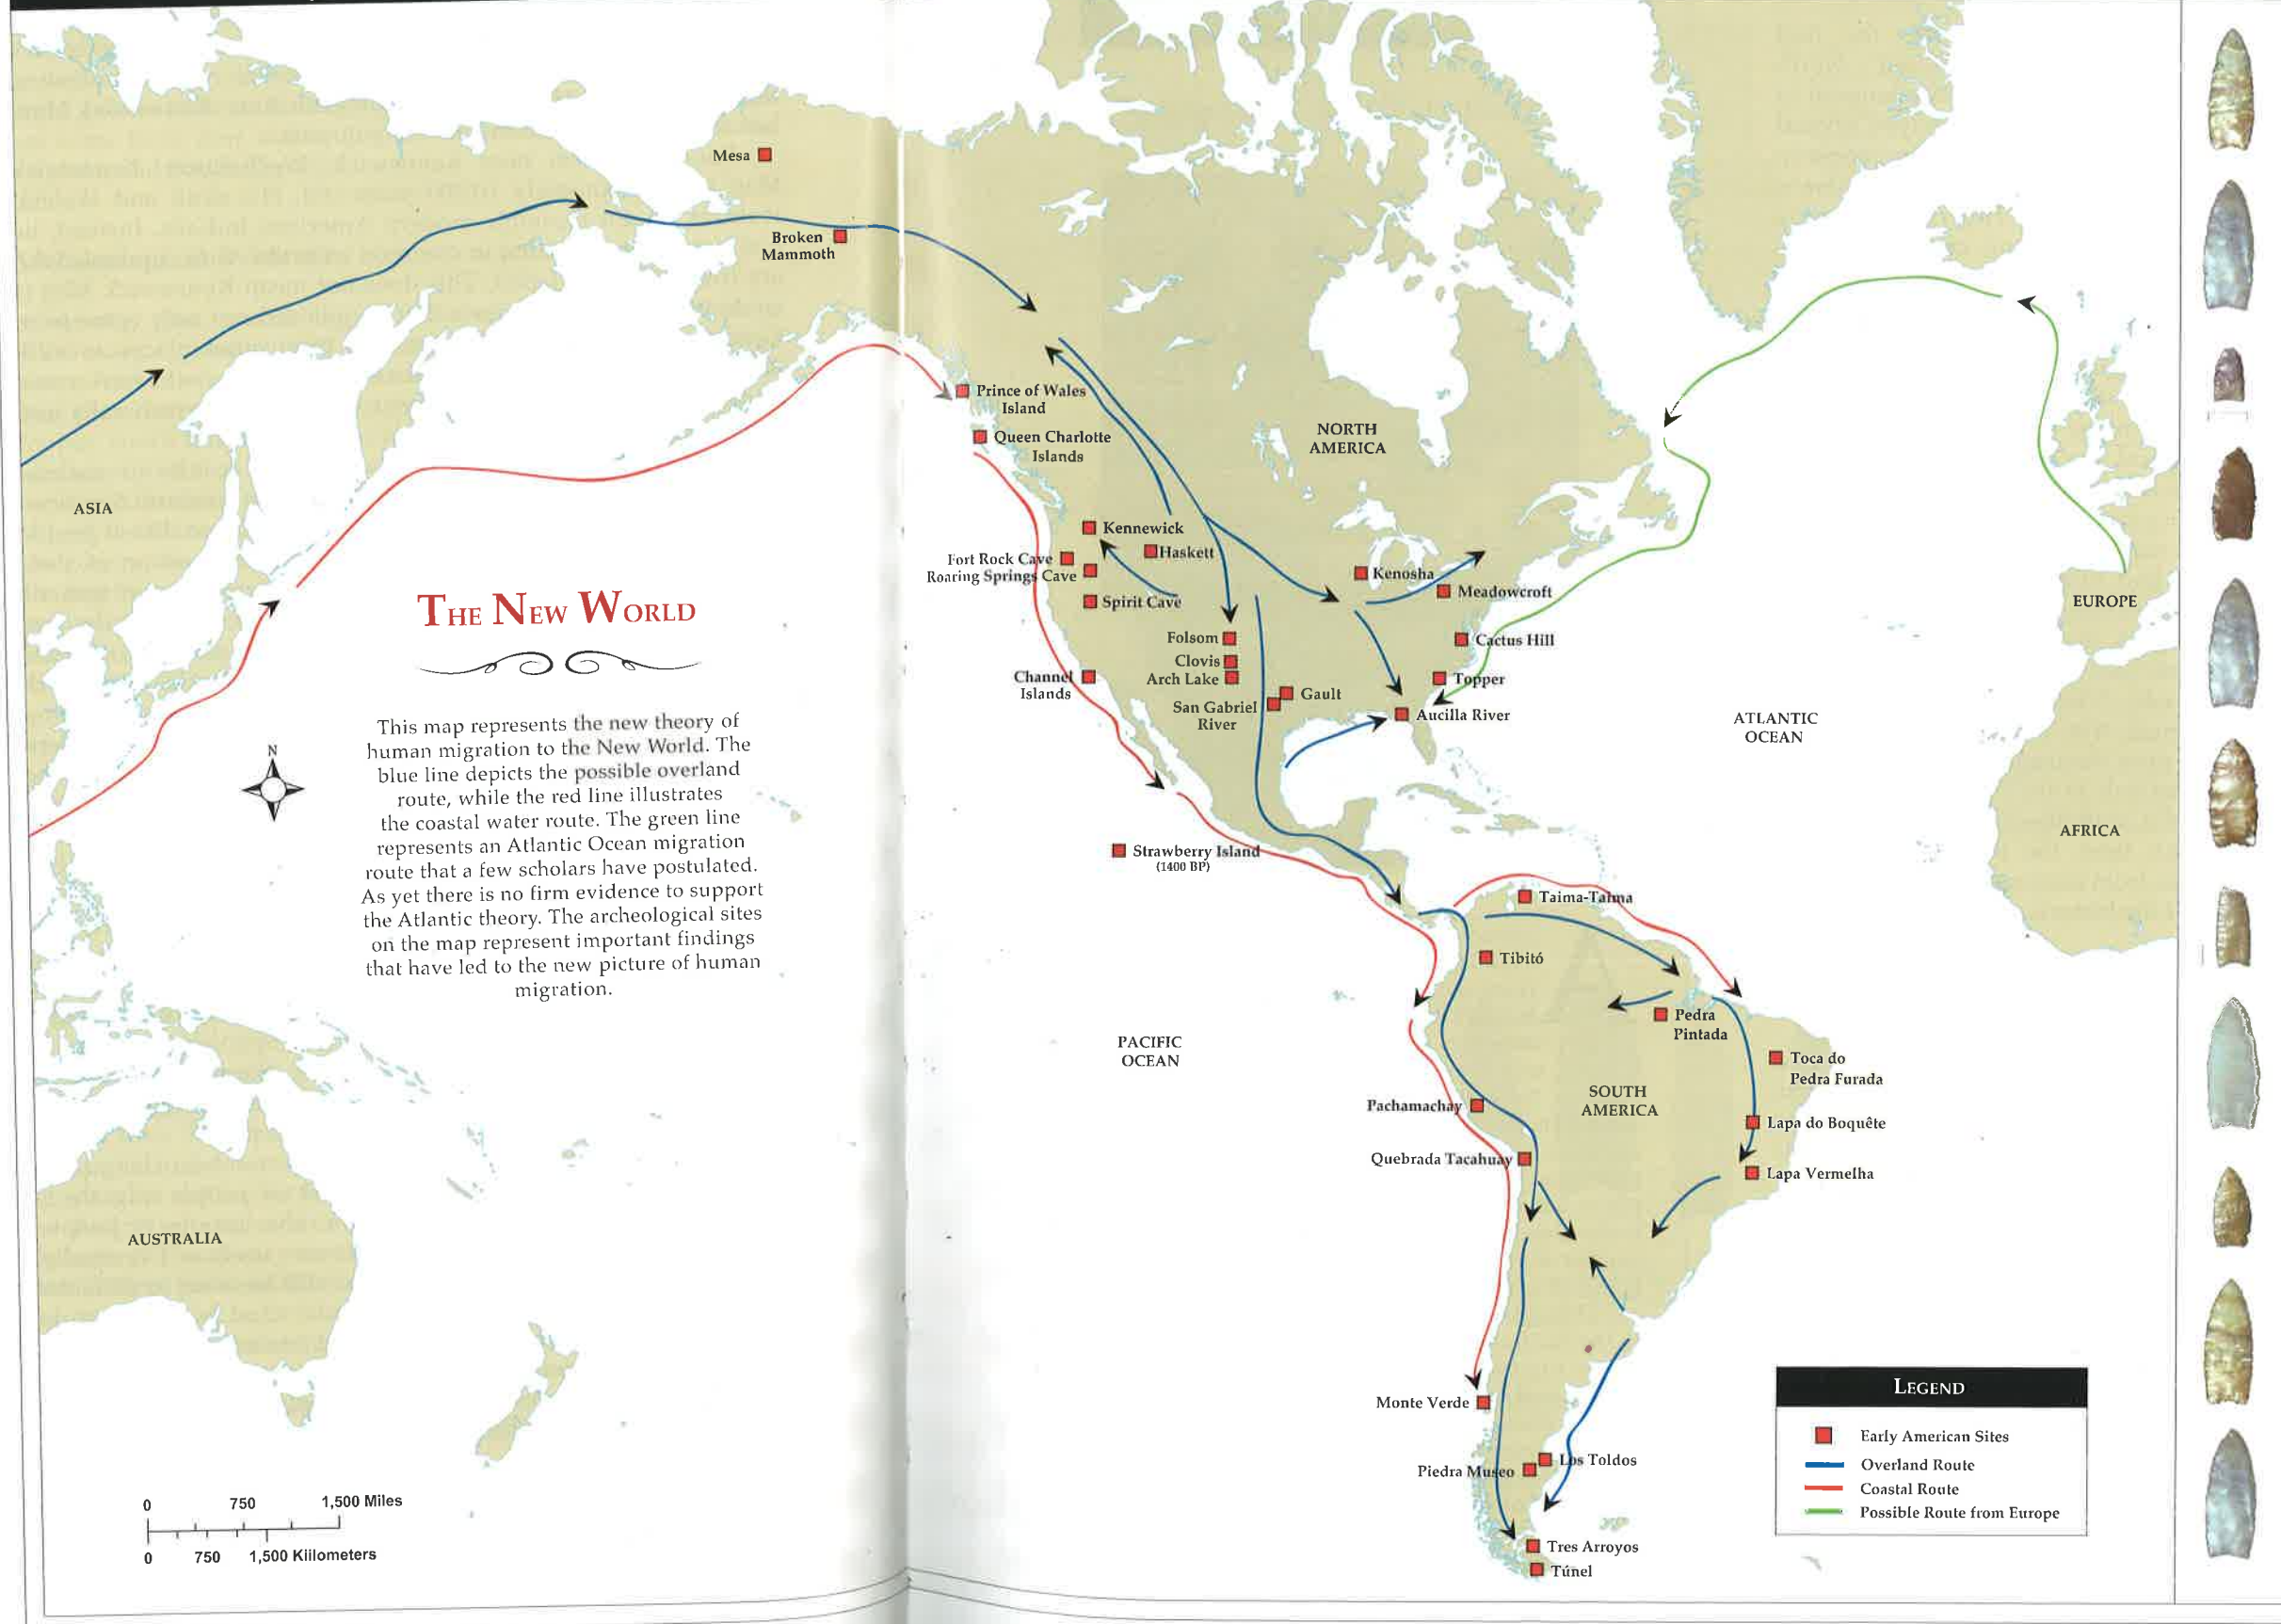 Mesa
Broken
Mammoth
Prince of Wales
Island
Queen Charlotte
Islands
NORTH
AMERICA
ASIA
Kennewick
Haskett
Fort Rock Cave
Roaring Springs Cave
Spirit Cave
Kenosha
Meadowcroft
Cactus Hill
Folsom
Clovis
Arch Lake
Channel
Islands
Gault
San Gabriel
River
Topper
Aucilla River
EUROPE
ATLANTIC
OCEAN
AFRICA
THE NEW WORLD
This map represents the new theory of
human migration to the New World. The
blue line depicts the possible overland
route, while the red line illustrates
the coastal water route. The green line
represents an Atlantic Ocean migration
route that a few scholars have postulated.
As yet there is no firm evidence to support
the Atlantic theory. The archeological sites
on the map represent important findings
that have led to the new picture of human
migration.
N
Strawberry Island
(1400 BP)
Taima-Taima
Tibitó
PACIFIC
OCEAN
Pedra
Pintada
Toca do
Pedra Furada
SOUTH
AMERICA
Pachamachay
Lapa do Boquête
Quebrada Tacahuay
Lapa Vermelha
AUSTRALIA
Monte Verde
Los Toldos
Piedra Museo
Tres Arroyos
Túnel
0 750 1,500 Miles
0 750 1,500 Kiilometers
LEGEND
Early American Sites
Overland Route
Coastal Route
Possible Route from Europe